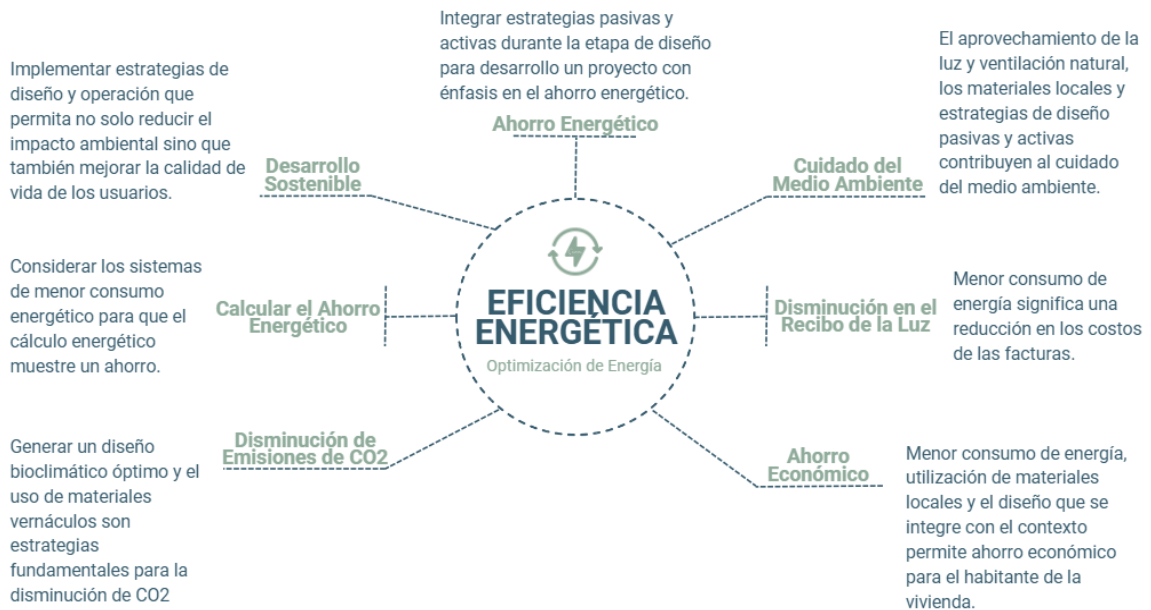 Integrar estrategias pasivas y
activas durante la etapa de diseño
para desarrollo un proyecto con
énfasis en el ahorro energético.
Ahorro Energético
Implementar estrategias de
diseño y operación que
permita no solo reducir el
impacto ambiental sino que
también mejorar la calidad de
vida de los usuarios.
Desarrollo
Sostenible
El aprovechamiento de la
luz y ventilación natural,
los materiales locales y
estrategias de diseño
pasivas y activas
contribuyen al cuidado
del medio ambiente.
Cuidado del
Medio Ambiente
EFICIENCIA
ENERGÉTICA
Optimización de Energía
Considerar los sistemas
de menor consumo
energético para que el
cálculo energético
muestre un ahorro.
Calcular el Ahorro
Energético
Disminución en el
Recibo de la Luz
Menor consumo de
energía significa una
reducción en los costos
de las facturas.
Generar un diseño
bioclimático óptimo y el
uso de materiales
vernáculos son
estrategias
fundamentales para la
disminución de CO2
Disminución de
Emisiones de CO2
Ahorro
Económico
Menor consumo de energía,
utilización de materiales
locales y el diseño que se
integre con el contexto
permite ahorro económico
para el habitante de la
vivienda.